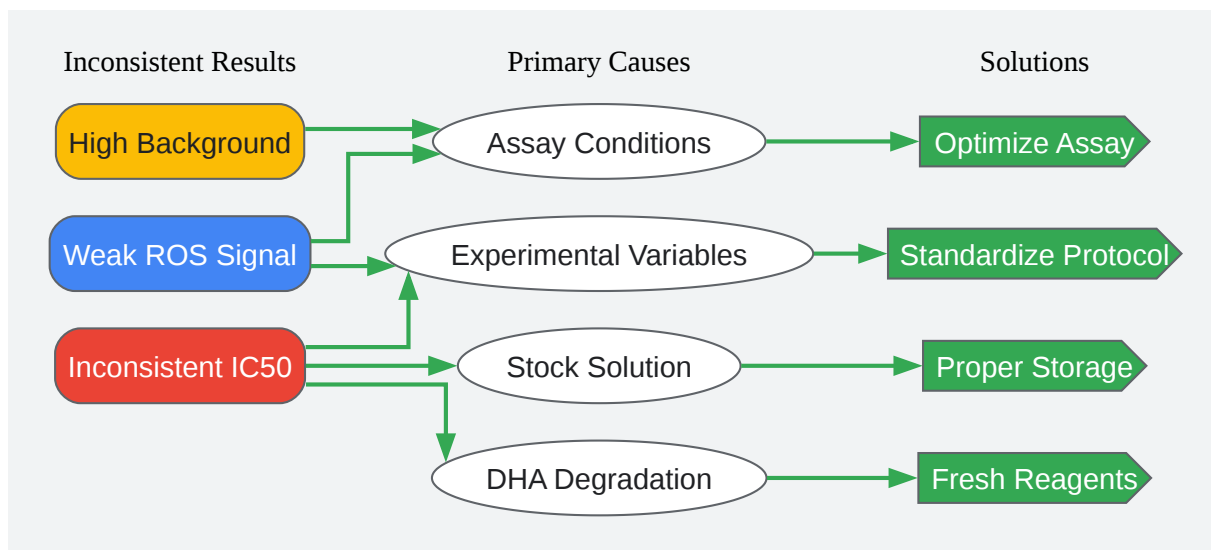 Inconsistent Results
Primary Causes
Solutions
High Background
Assay Conditions
Optimize Assay
Weak ROS Signal
Experimental Variables
Standardize Protocol
Inconsistent IC50
Stock Solution
Proper Storage
DHA Degradation
Fresh Reagents